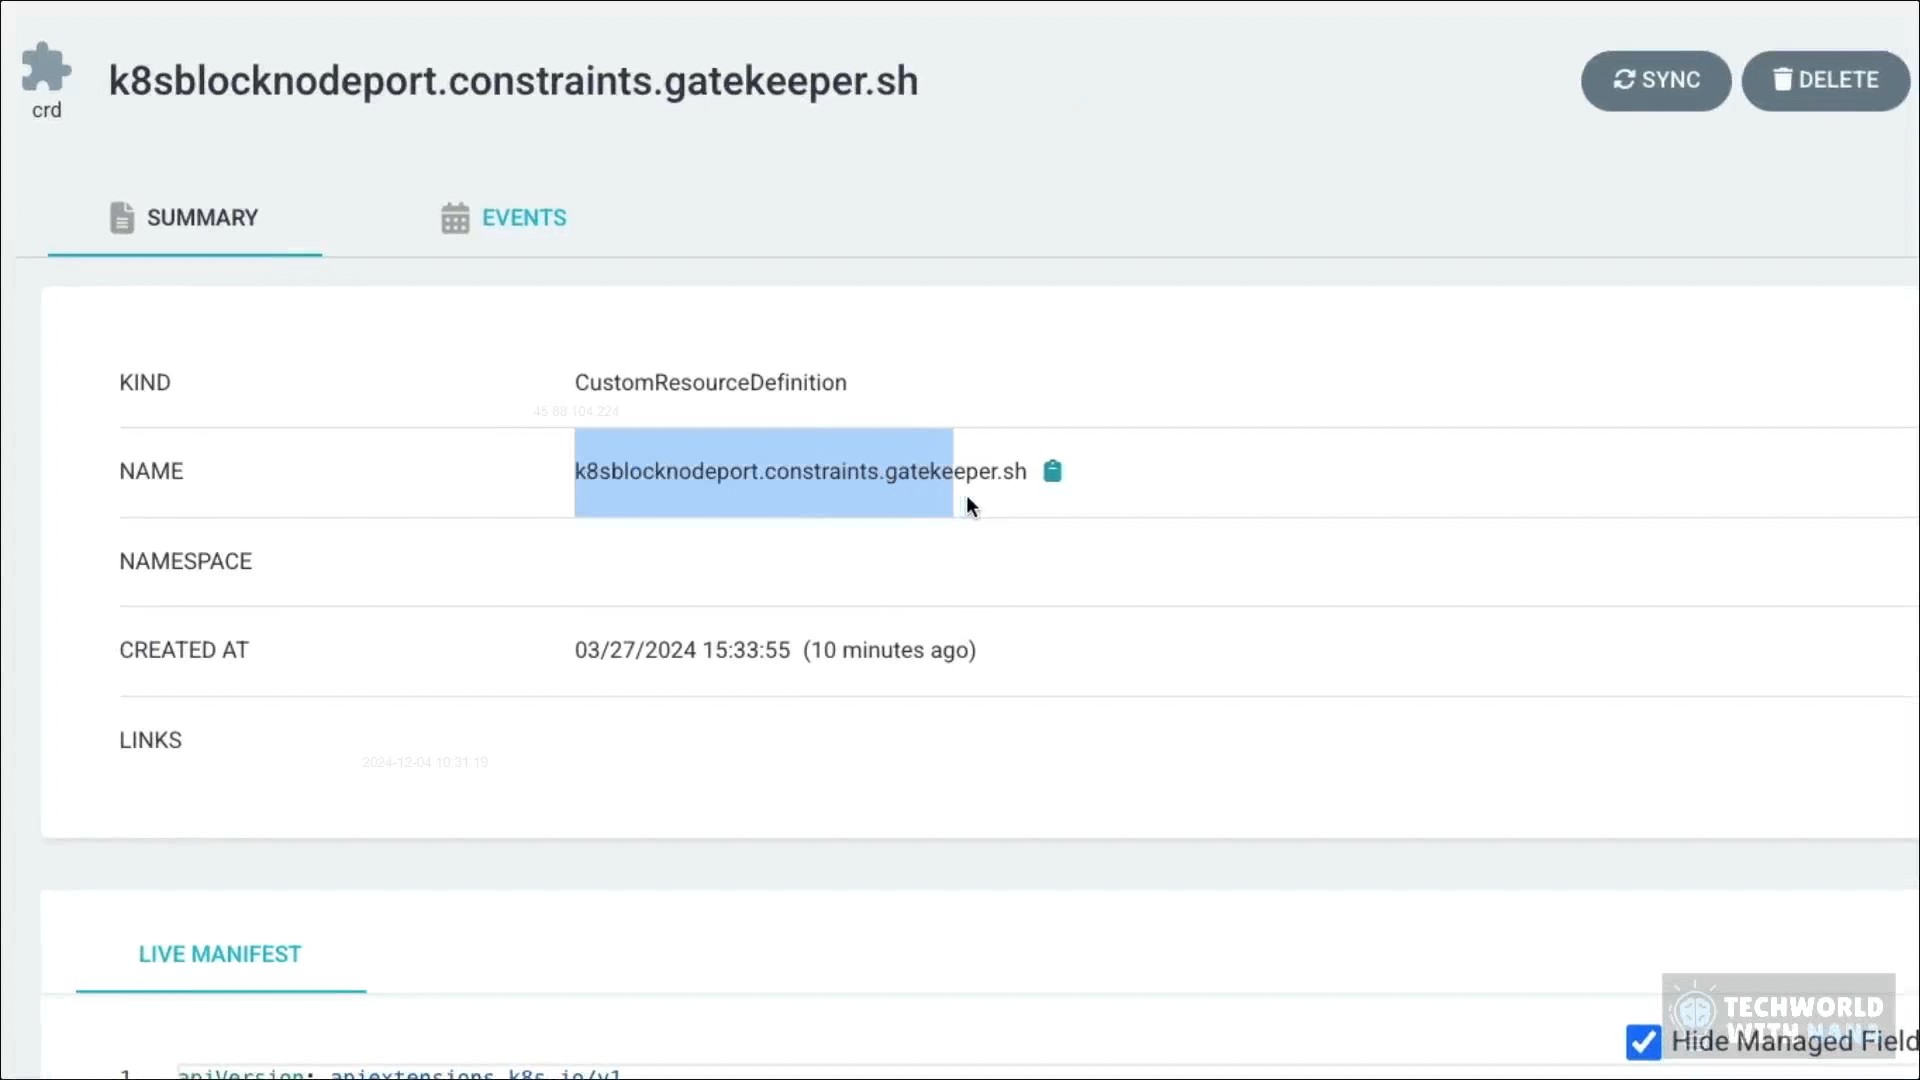 k8sblocknodeport.constraints.gatekeeper.sh
crd
SYNC
DELETE
SUMMARY
EVENTS
KIND
CustomResourceDefinition
45 88 104 224
NAME
k8sblocknodeport.constraints.gatekeeper.sh
NAMESPACE
CREATED AT
03/27/2024 15:33:55 (10 minutes ago)
LINKS
2024-12-04 10:31:19
LIVE MANIFEST
TECHWORLD
WITH NANA
Hide Managed Field
1 apiVersion: apiextensions.k8s.io/v1